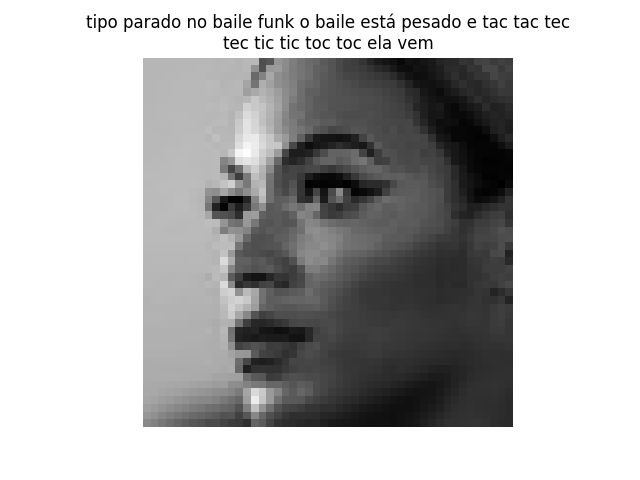 tipo parado no baile funk o baile está pesado e tac tac tec
tec tic tic toc toc ela vem